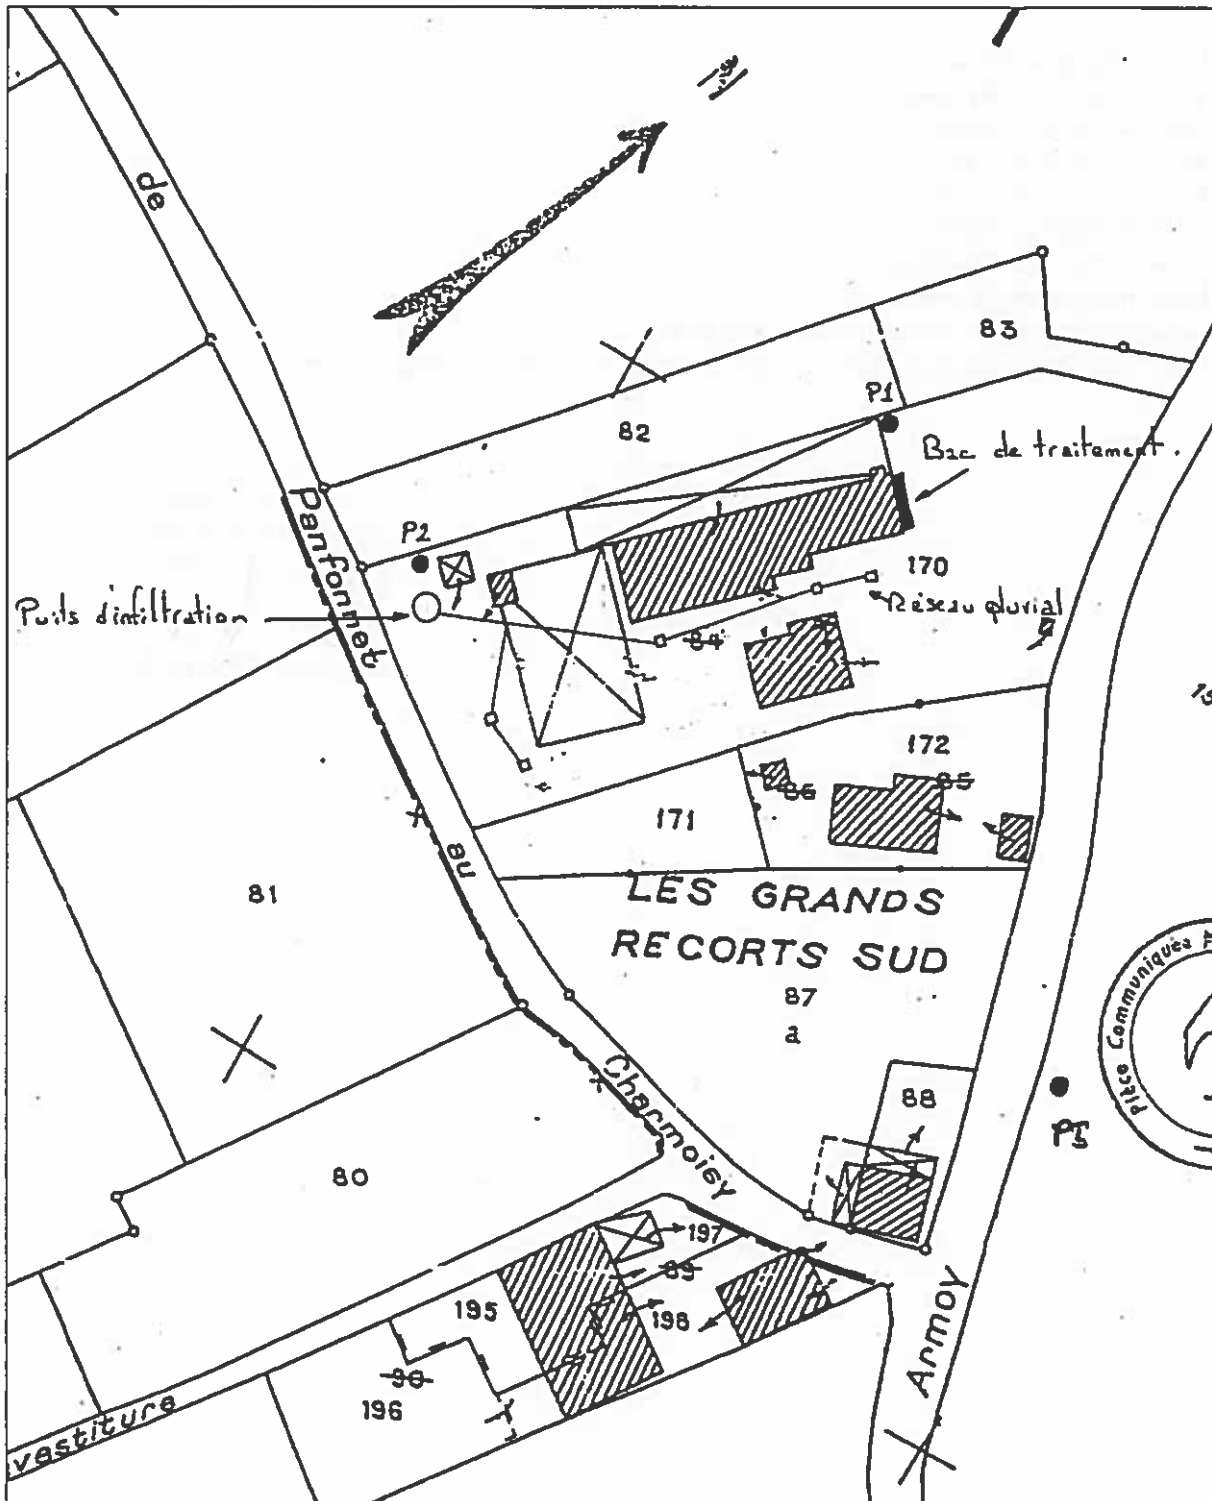 de
83
P1
82
Bac de traitement.
Panfonnet
P2
170
Puits d'infiltration
Réseau pluvial
84
172
86
85
171
au
81
LES GRANDS
RECORTS SUD
87
a
Pièce Communiquée
Charmoisy
88
P3
80
197
89
195
198
Armoy
90
196
vestiture